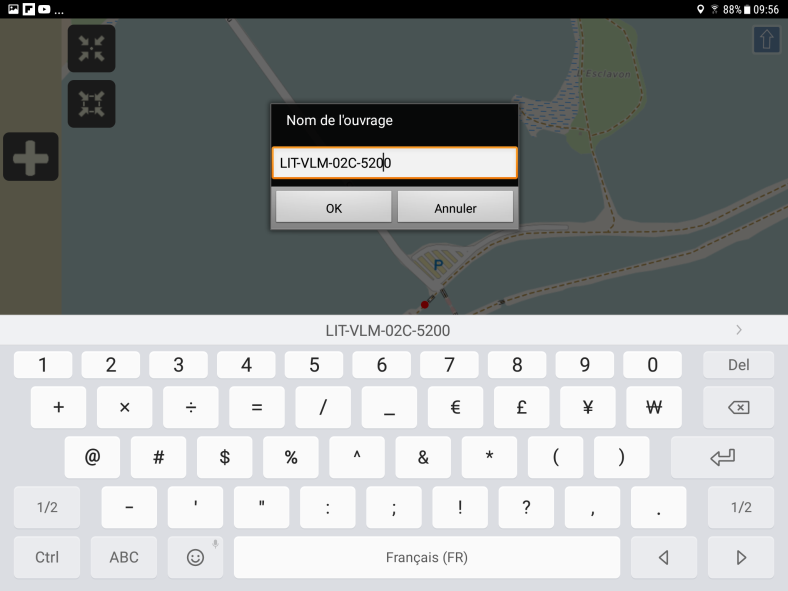 ... 88% 09:56
d'Esclavon
Nom de l'ouvrage
LIT-VLM-02C-5200
OK Annuler
P
LIT-VLM-02C-5200 >
1 2 3 4 5 6 7 8 9 0 Del
+ × ÷ = / _ € £ ¥ ₩
@ # $ % ^ & * ( )
1/2 - ' " : ; ! ? , . 1/2
Ctrl ABC Français (FR)